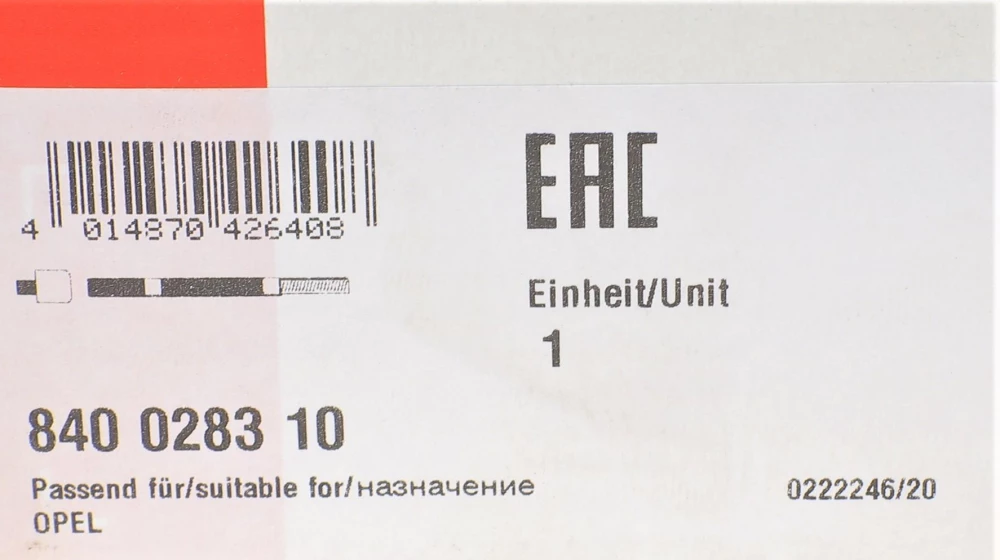 EAC
4 014870 426408
Einheit/Unit
1
840 0283 10
Passend für/suitable for/назначение
0222246/20
OPEL